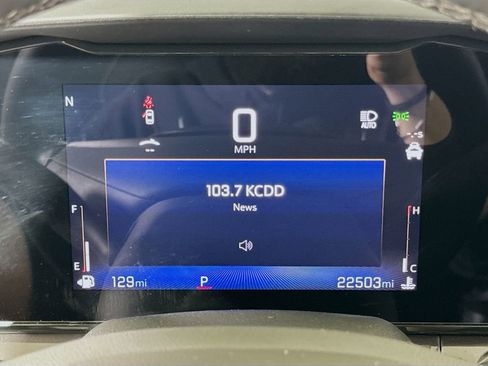 N
0
MPH
AUTO
-.-s
--
103.7 KCDD
News
F
H
E
C
129mi
P
22503mi